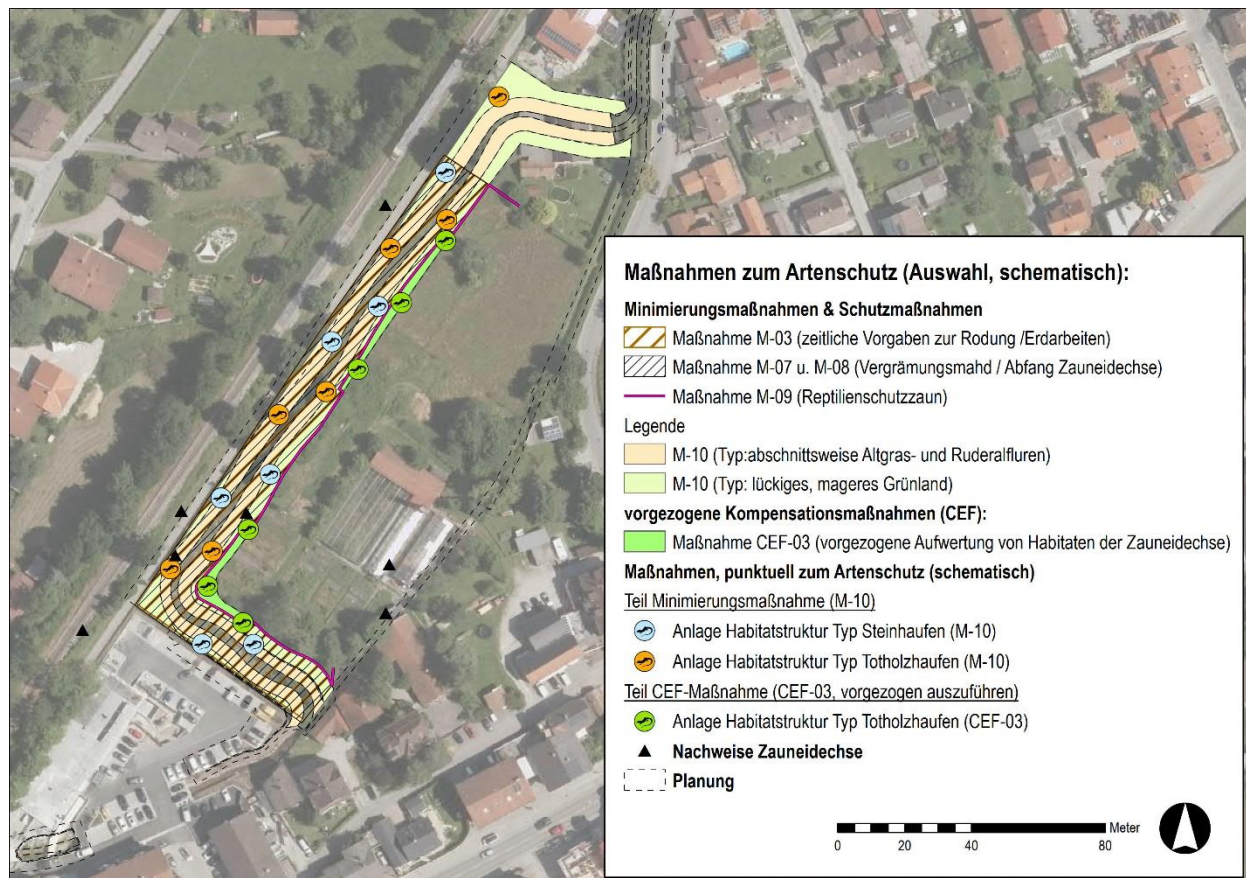 Maßnahmen zum Artenschutz (Auswahl, schematisch):
Minimierungsmaßnahmen & Schutzmaßnahmen
Maßnahme M-03 (zeitliche Vorgaben zur Rodung /Erdarbeiten)
Maßnahme M-07 u. M-08 (Vergrämungsmahd / Abfang Zauneidechse)
Maßnahme M-09 (Reptilienschutzzaun)
Legende
M-10 (Typ:abschnittsweise Altgras- und Ruderalfluren)
M-10 (Typ: lückiges, mageres Grünland)
vorgezogene Kompensationsmaßnahmen (CEF):
Maßnahme CEF-03 (vorgezogene Aufwertung von Habitaten der Zauneidechse)
Maßnahmen, punktuell zum Artenschutz (schematisch)
Teil Minimierungsmaßnahme (M-10)
Anlage Habitatstruktur Typ Steinhaufen (M-10)
Anlage Habitatstruktur Typ Totholzhaufen (M-10)
Teil CEF-Maßnahme (CEF-03, vorgezogen auszuführen)
Anlage Habitatstruktur Typ Totholzhaufen (CEF-03)
Nachweise Zauneidechse
Planung
Meter
0 20 40 80